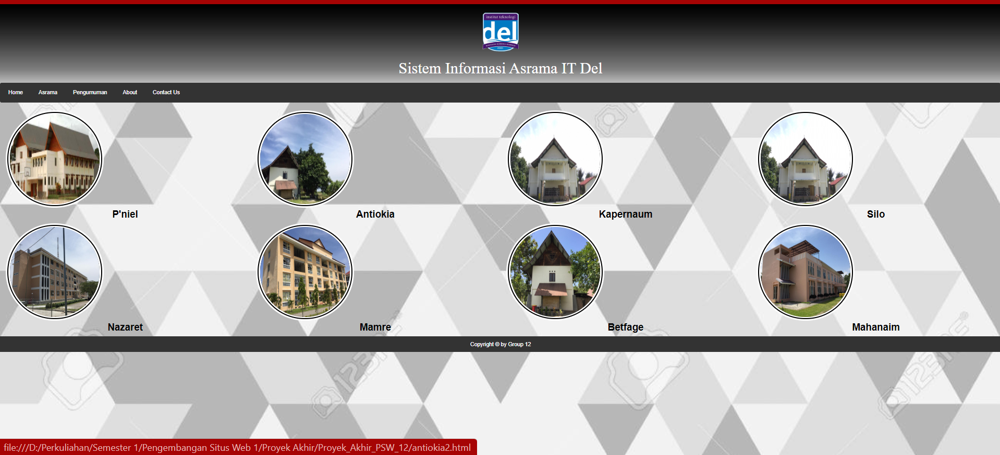 institut teknologi
del
2001
Sistem Informasi Asrama IT Del
Home Asrama Pengumuman About Contact Us
P'niel Antiokia Kapernaum Silo
Nazaret Mamre Betfage Mahanaim
Copyright © by Group 12
123RF
file:///D:/Perkuliahan/Semester 1/Pengembangan Situs Web 1/Proyek Akhir/Proyek_Akhir_PSW_12/antiokia2.html